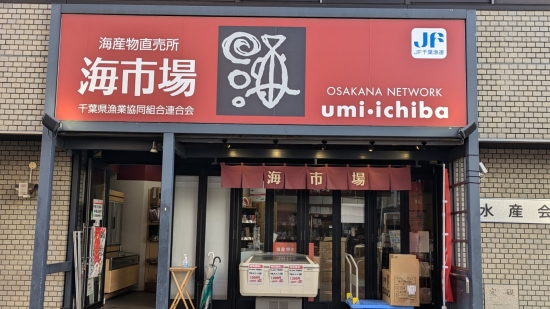 海産物直売所
海市場
千葉県漁業協同組合連合会
JF
JF千葉漁連
OSAKANA NETWORK
umi・ichiba
海市場
水産会